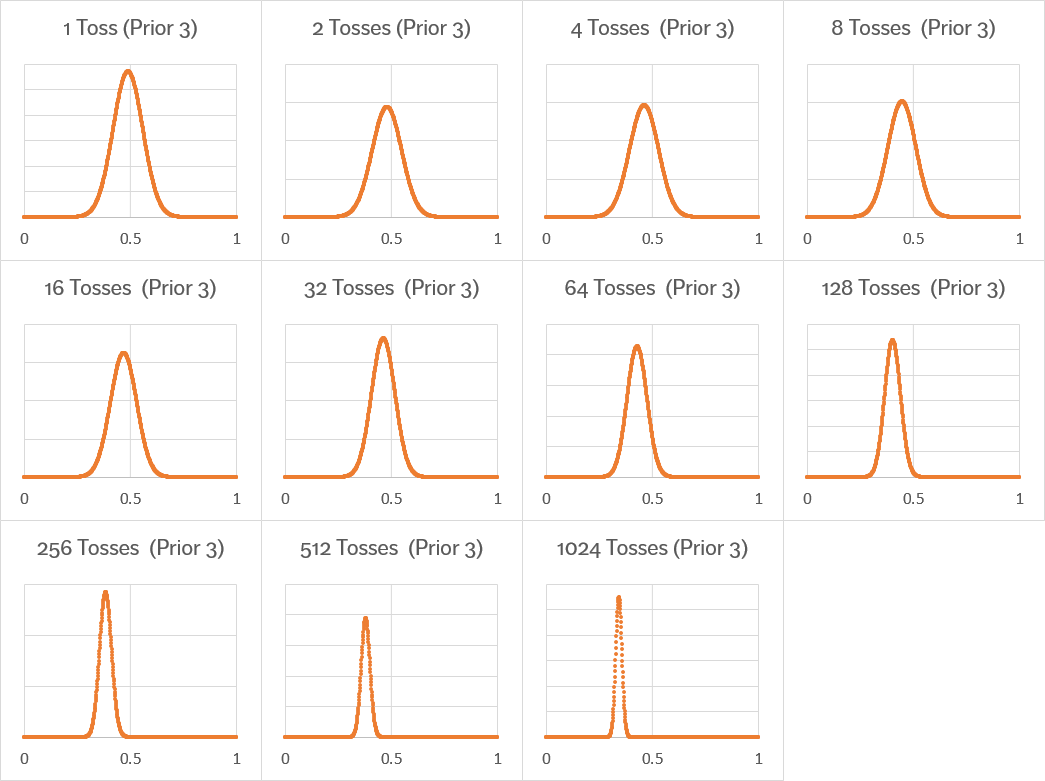 1 Toss (Prior 3)
2 Tosses (Prior 3)
4 Tosses  (Prior 3)
8 Tosses  (Prior 3)
0 0.5 1
0 0.5 1
0 0.5 1
0 0.5 1
16 Tosses  (Prior 3)
32 Tosses  (Prior 3)
64 Tosses  (Prior 3)
128 Tosses  (Prior 3)
0 0.5 1
0 0.5 1
0 0.5 1
0 0.5 1
256 Tosses  (Prior 3)
512 Tosses  (Prior 3)
1024 Tosses (Prior 3)
0 0.5 1
0 0.5 1
0 0.5 1